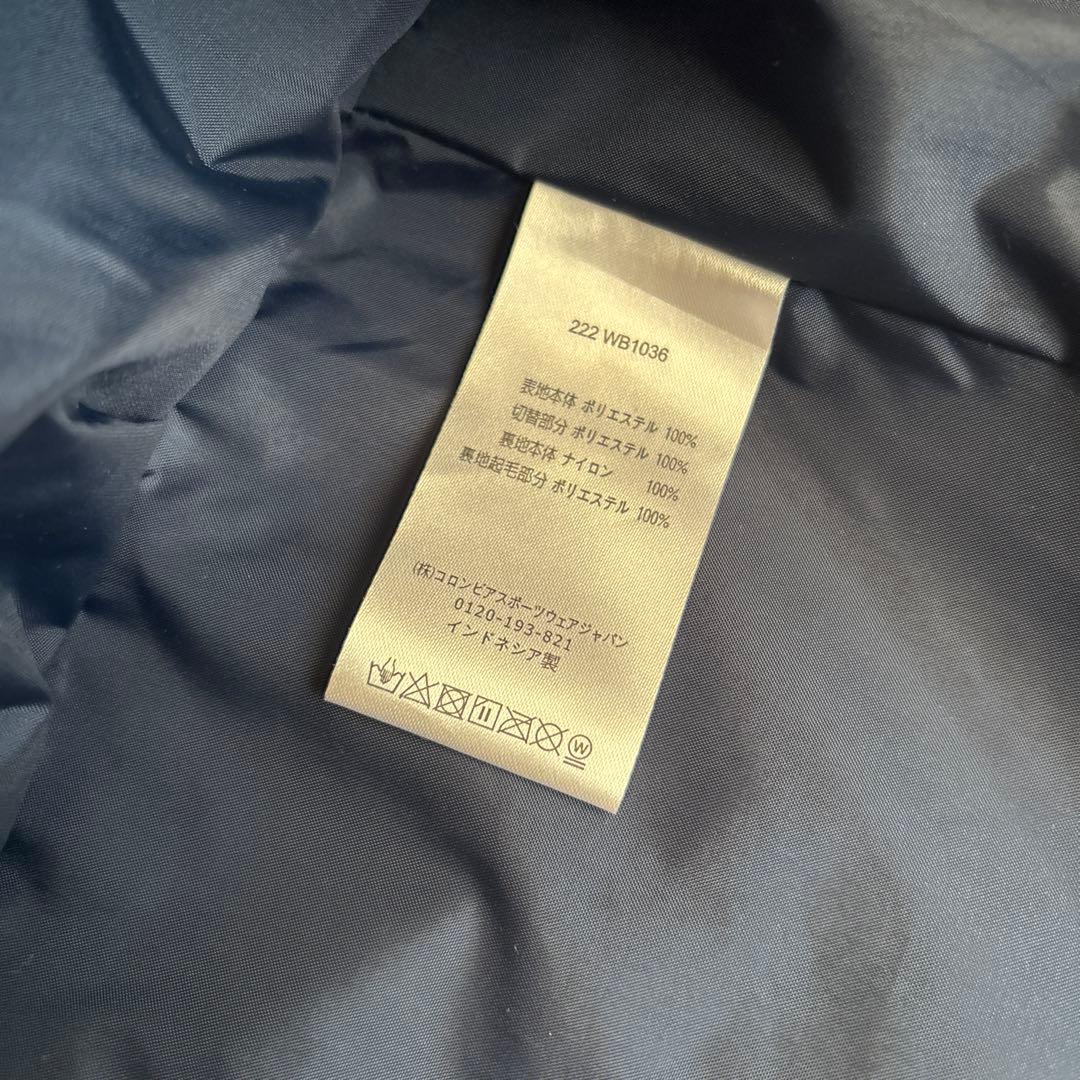 222 WB1036
表地本体 ポリエステル 100%
切替部分 ポリエステル 100%
裏地本体 ナイロン 100%
裏地起毛部分 ポリエステル 100%
(株)コロンビアスポーツウェアジャパン
0120-193-821
インドネシア製
W